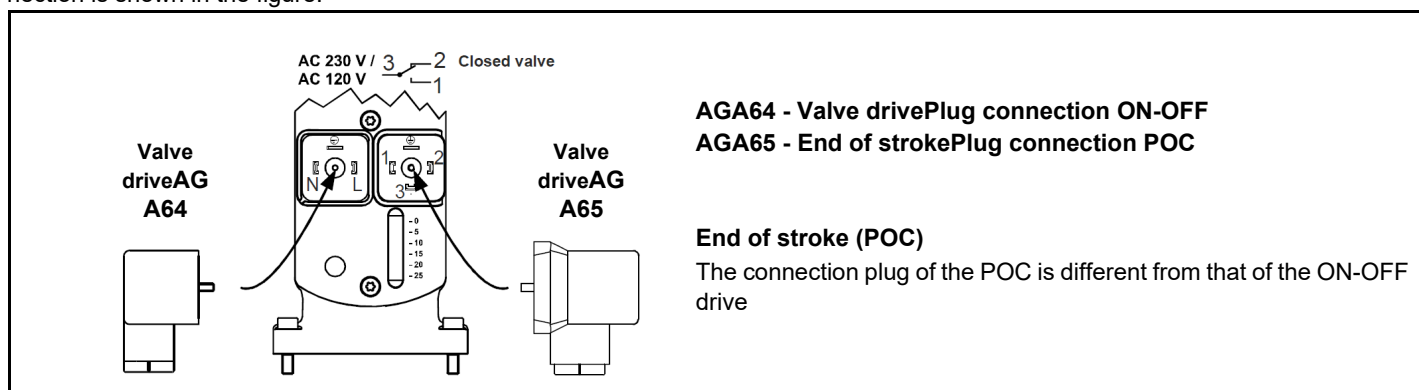 nection is shown in the figure.
AC 230 V / 3 2 Closed valve
AC 120 V 1
Valve
driveAG
A64
N L
1 2
3
- 0
- 5
- 10
- 15
- 20
- 25
Valve
driveAG
A65
AGA64 - Valve drivePlug connection ON-OFF
AGA65 - End of strokePlug connection POC
End of stroke (POC)
The connection plug of the POC is different from that of the ON-OFF
drive